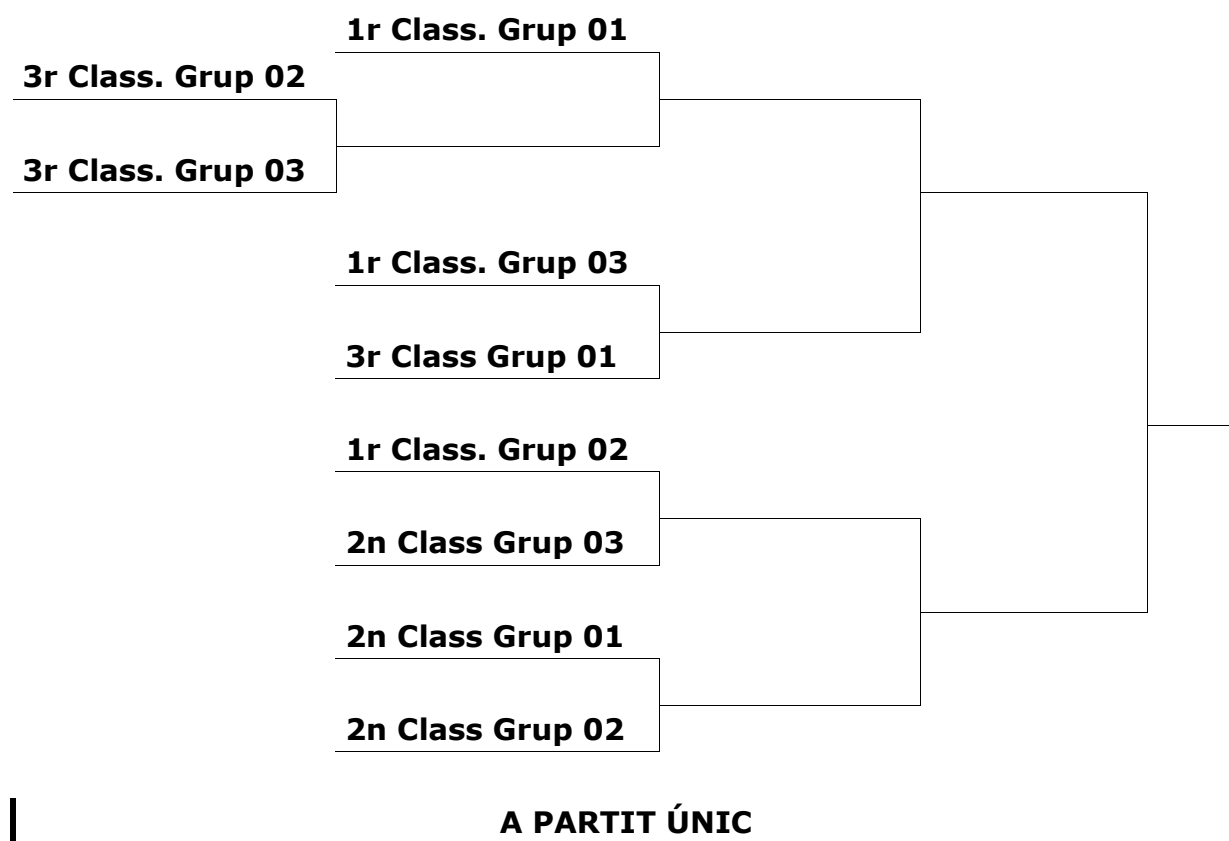 1r Class. Grup 01
3r Class. Grup 02
3r Class. Grup 03
1r Class. Grup 03
3r Class Grup 01
1r Class. Grup 02
2n Class Grup 03
2n Class Grup 01
2n Class Grup 02
A PARTIT ÚNIC